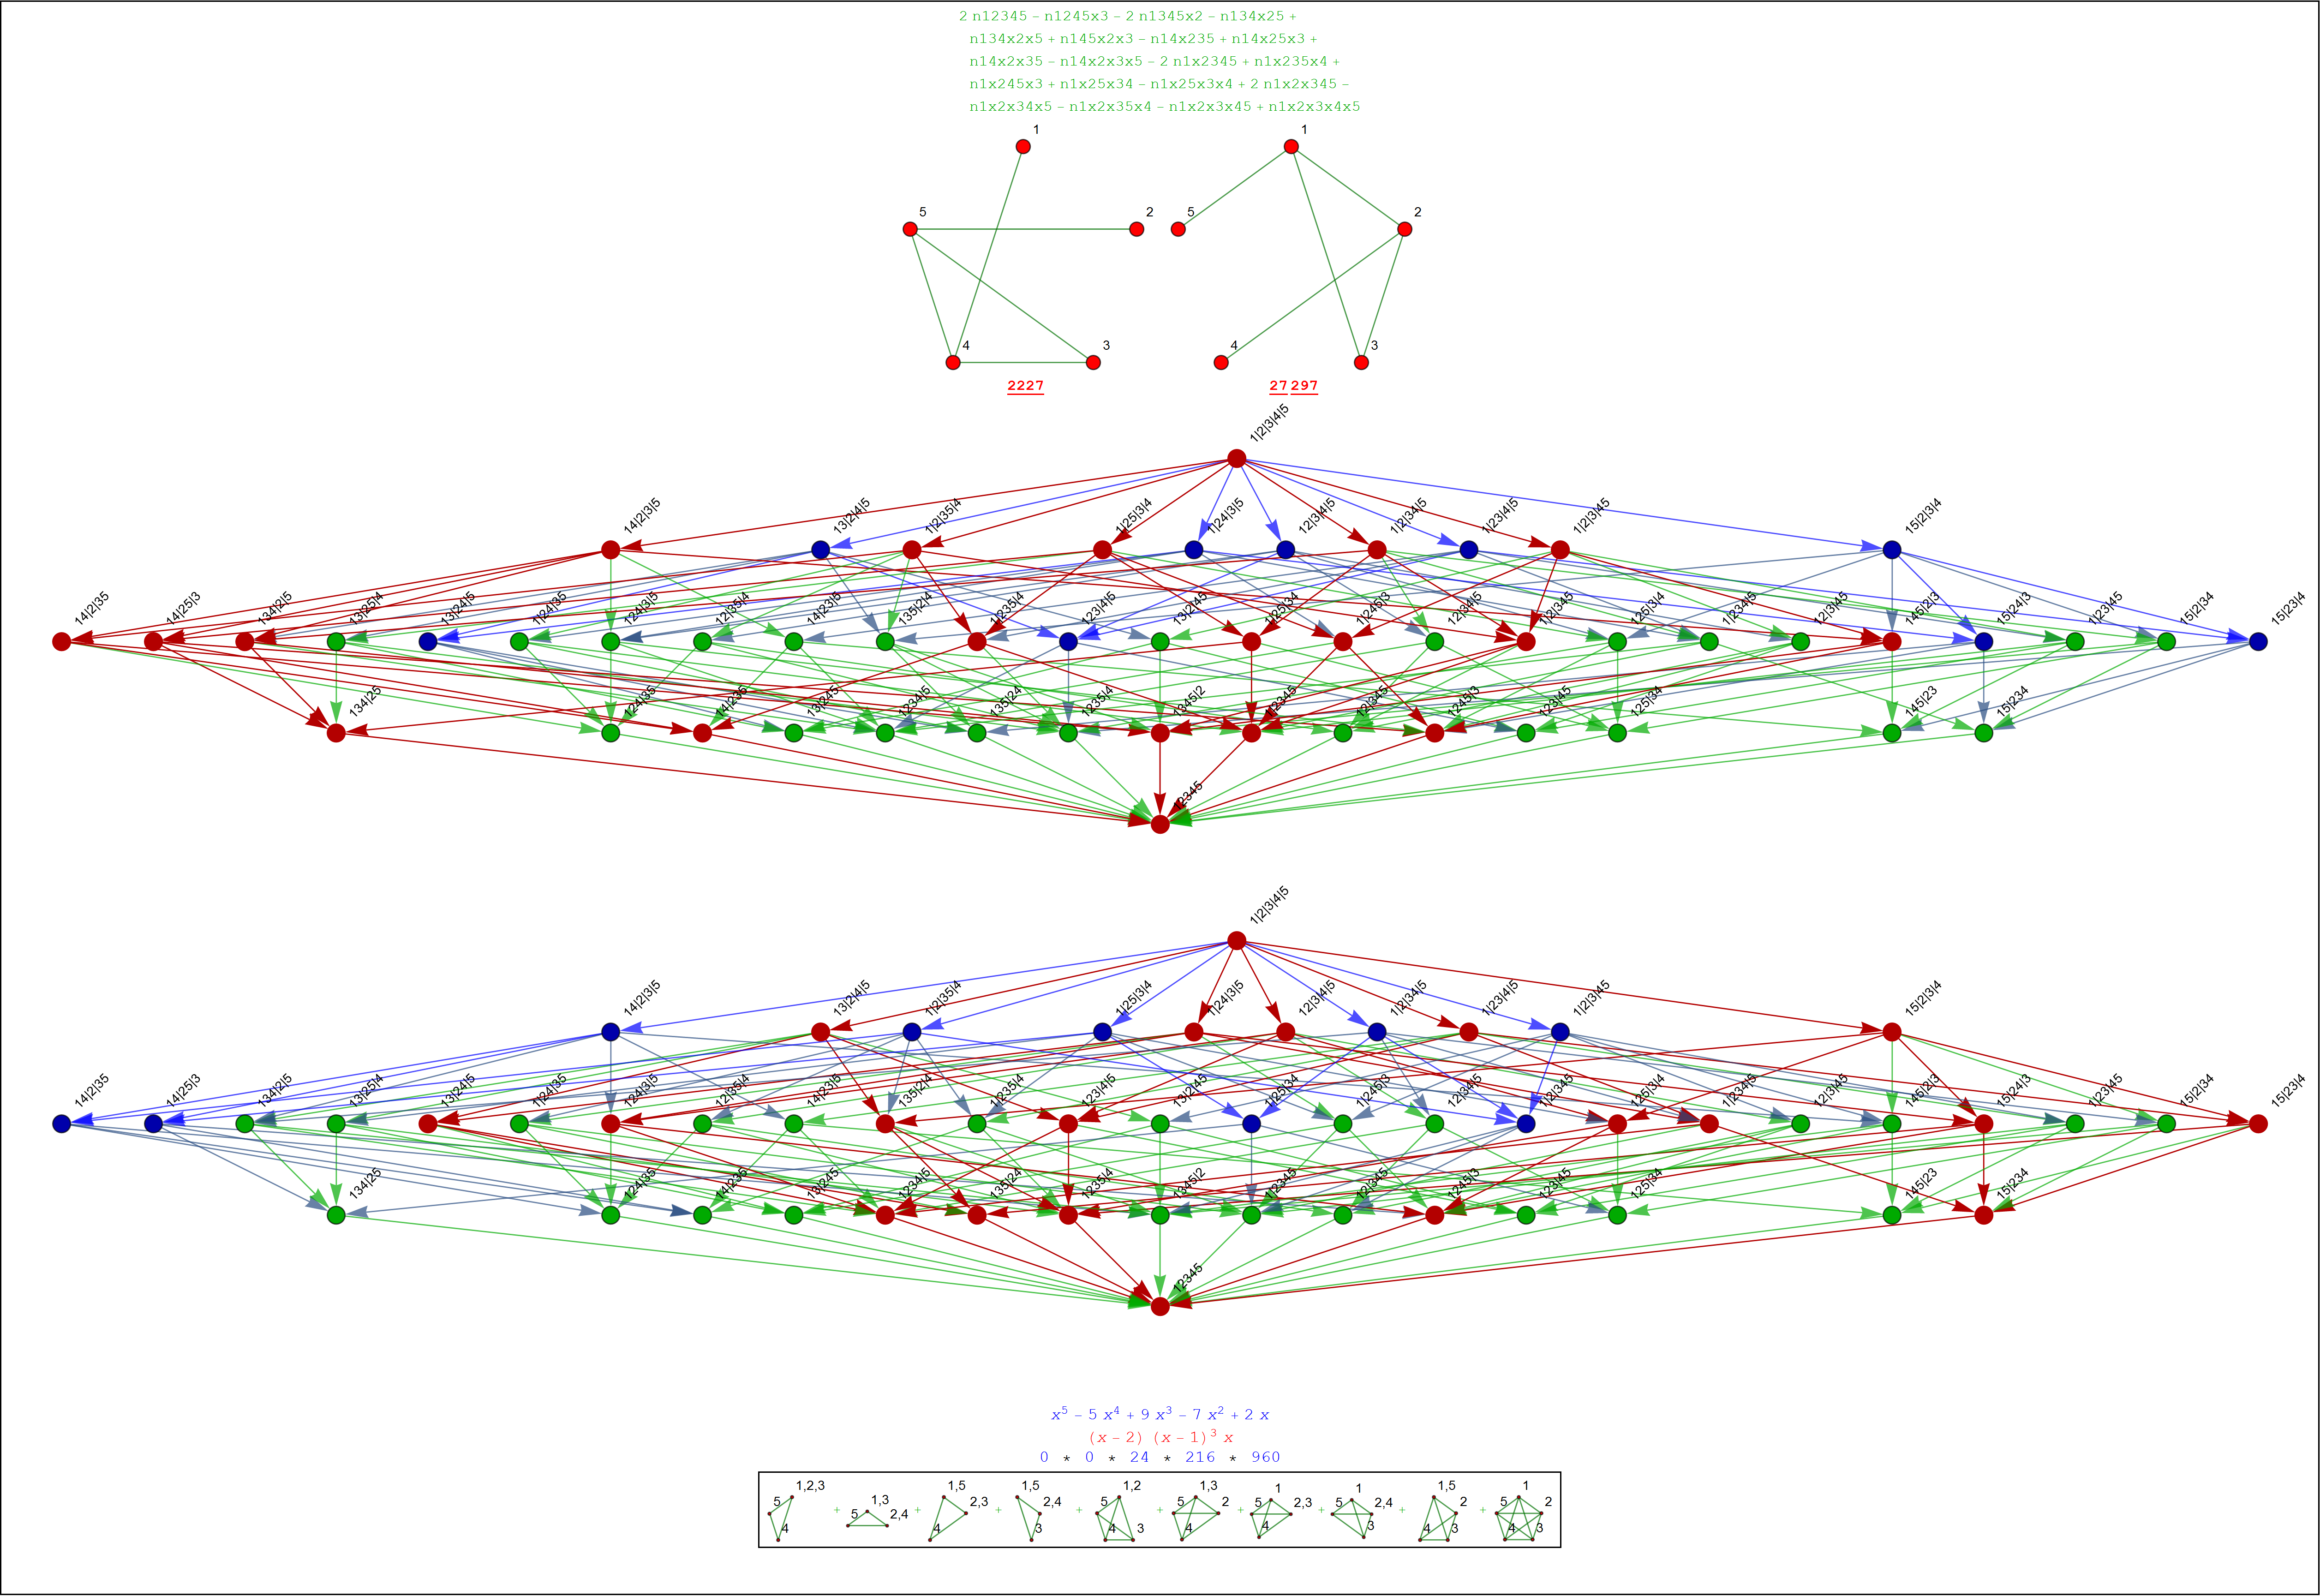 2 n12345 − n1245x3 − 2 n1345x2 − n134x25 +
n134x2x5 + n145x2x3 − n14x235 + n14x25x3 +
n14x2x35 − n14x2x3x5 − 2 n1x2345 + n1x235x4 +
n1x245x3 + n1x25x34 − n1x25x3x4 + 2 n1x2x345 −
n1x2x34x5 − n1x2x35x4 − n1x2x3x45 + n1x2x3x4x5
1 1
5 2 5 2
4 3 4 3
2227 27 297
1|2|3|4|5
14|2|3|5 13|2|4|5 1|2|35|4 1|25|3|4 1|24|3|5 12|3|4|5 1|2|34|5 1|23|4|5 1|2|3|45 15|2|3|4
14|2|35 14|25|3 134|2|5 13|25|4 13|24|5 1|24|35 124|3|5 12|35|4 14|23|5 135|2|4 1|235|4 123|4|5 13|2|45 1|25|34 1|245|3 12|34|5 1|2|345 125|3|4 1|234|5 12|3|45 145|2|3 15|24|3 1|23|45 15|2|34 15|23|4
134|25 124|35 14|235 13|245 1234|5 135|24 1235|4 1345|2 1|2345 12|345 1245|3 123|45 125|34 145|23 15|234
12345
1|2|3|4|5
14|2|3|5 13|2|4|5 1|2|35|4 1|25|3|4 1|24|3|5 12|3|4|5 1|2|34|5 1|23|4|5 1|2|3|45 15|2|3|4
14|2|35 14|25|3 134|2|5 13|25|4 13|24|5 1|24|35 124|3|5 12|35|4 14|23|5 135|2|4 1|235|4 123|4|5 13|2|45 1|25|34 1|245|3 12|34|5 1|2|345 125|3|4 1|234|5 12|3|45 145|2|3 15|24|3 1|23|45 15|2|34 15|23|4
134|25 124|35 14|235 13|245 1234|5 135|24 1235|4 1345|2 1|2345 12|345 1245|3 123|45 125|34 145|23 15|234
12345
x⁵ − 5 x⁴ + 9 x³ − 7 x² + 2 x
(x − 2) (x − 1)³ x
0 * 0 * 24 * 216 * 960
1,2,3 5 4 + 1,3 5 2,4 + 1,5 2,3 4 + 1,5 2,4 3 + 1,2 5 4 3 + 1,3 5 2 4 + 1 5 2,3 4 + 1 5 2,4 3 + 1,5 2 4 3 + 1 5 2 4 3